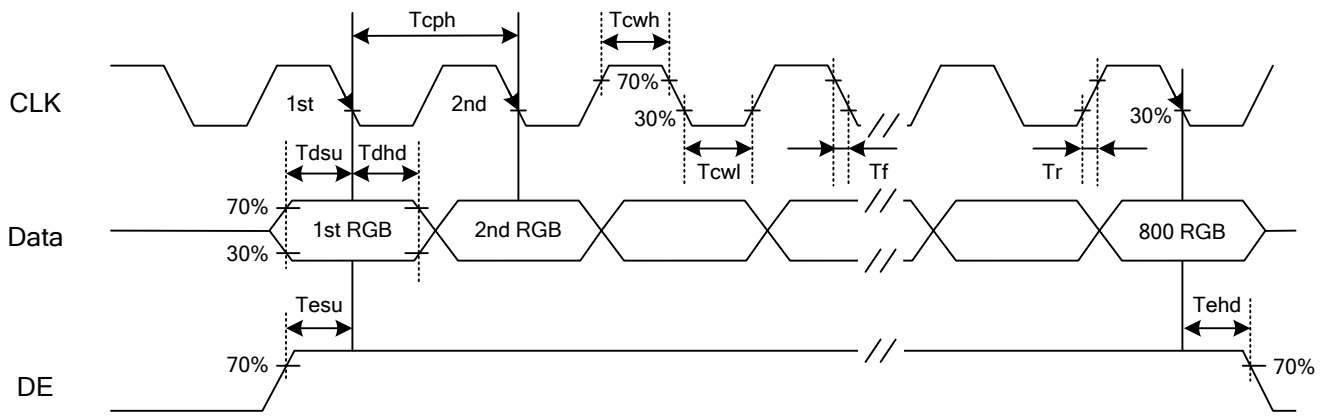 Tcph
Tcwh
CLK
1st
2nd
70%
30%
30%
Tdsu
Tdhd
Tcwl
Tf
Tr
Data
70%
30%
1st RGB
2nd RGB
800 RGB
Tesu
Tehd
DE
70%
70%